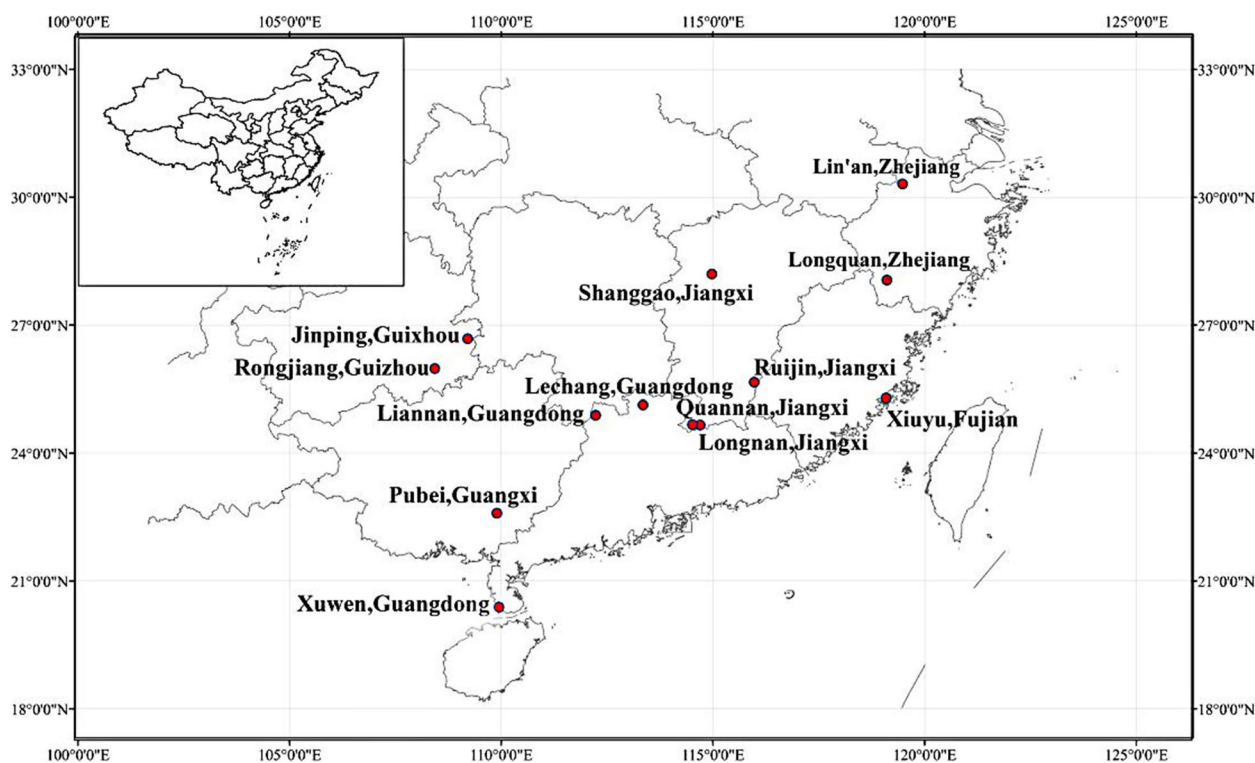 100°0'0"E 105°0'0"E 110°0'0"E 115°0'0"E 120°0'0"E 125°0'0"E
33°0'0"N 33°0'0"N
Lin'an,Zhejiang
30°0'0"N 30°0'0"N
Longquan,Zhejiang
Shanggao,Jiangxi
27°0'0"N 27°0'0"N
Jinping,Guixhou
Rongjiang,Guizhou
Ruijin,Jiangxi
Lechang,Guangdong
Liannan,Guangdong
Quannan,Jiangxi
Xiuyu,Fujian
Longnan,Jiangxi
24°0'0"N 24°0'0"N
Pubei,Guangxi
21°0'0"N 21°0'0"N
Xuwen,Guangdong
18°0'0"N 18°0'0"N
100°0'0"E 105°0'0"E 110°0'0"E 115°0'0"E 120°0'0"E 125°0'0"E